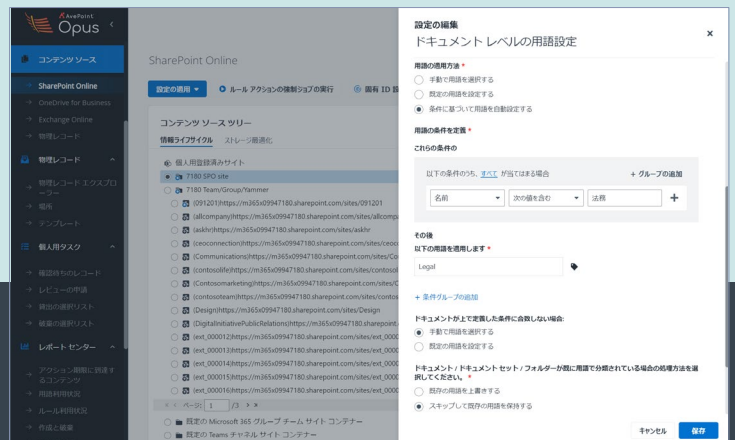 AvePoint
Opus
コンテンツ ソース
SharePoint Online
OneDrive for Business
Exchange Online
物理レコード
物理レコード
物理レコード エクスプローラー
場所
テンプレート
個人用タスク
確認待ちのレコード
レビューの申請
貸出の選択リスト
破棄の選択リスト
レポート センター
アクション期限に到達するコンテンツ
用語利用状況
ルール利用状況
作成と破棄
SharePoint Online
設定の適用
ルール アクションの強制ジョブの実行
固有 ID 設
コンテンツ ソース ツリー
情報ライフサイクル ストレージ最適化
個人用登録済みサイト
7180 SPO site
7180 Team/Group/Yammer
(091201)https://m365x09947180.sharepoint.com/sites/091201
(allcompany)https://m365x09947180.sharepoint.com/sites/allcompa
(askhr)https://m365x09947180.sharepoint.com/sites/askhr
(ceoconnection)https://m365x09947180.sharepoint.com/sites/ceoco
(Communications)https://m365x09947180.sharepoint.com/sites/Co
(contosolife)https://m365x09947180.sharepoint.com/sites/contosol
(Contosomarketing)https://m365x09947180.sharepoint.com/sites/C
(contosoteam)https://m365x09947180.sharepoint.com/sites/contos
(Design)https://m365x09947180.sharepoint.com/sites/Design
(DigitalInitiativePublicRelations)https://m365x09947180.sharepoint.
(ext_000012)https://m365x09947180.sharepoint.com/sites/ext_000
(ext_000013)https://m365x09947180.sharepoint.com/sites/ext_000
(ext_000015)https://m365x09947180.sharepoint.com/sites/ext_000
(ext_000016)https://m365x09947180.sharepoint.com/sites/ext_000
ページ: 1 /3
既定の Microsoft 365 グループ チーム サイト コンテナー
既定の Teams チャネル サイト コンテナー
設定の編集
ドキュメント レベルの用語設定
用語の適用方法 *
手動で用語を選択する
既定の用語を設定する
条件に基づいて用語を自動設定する
用語の条件を定義 *
これらの条件の
以下の条件のうち、すべて が当てはまる場合 + グループの追加
名前 次の値を含む 法務 +
その後
以下の用語を適用します *
Legal
+ 条件グループの追加
ドキュメントが上で定義した条件に合致しない場合:
手動で用語を選択する
既定の用語を設定する
ドキュメント / ドキュメント セット / フォルダーが既に用語で分類されている場合の処理方法を選択してください。 *
既存の用語を上書きする
スキップして既存の用語を保持する
キャンセル 保存